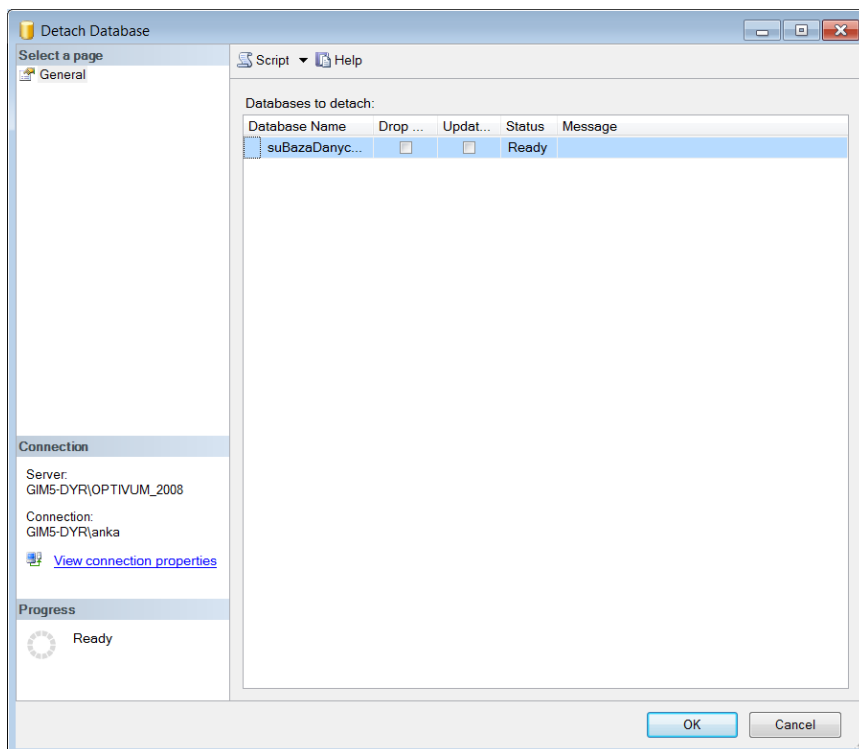 Detach Database
Select a page
General
Script Help
Databases to detach:
Database Name Drop ... Updat... Status Message
suBazaDanyc... Ready
Connection
Server:
GIM5-DYR\OPTIVUM_2008
Connection:
GIM5-DYR\anka
View connection properties
Progress
Ready
OK Cancel